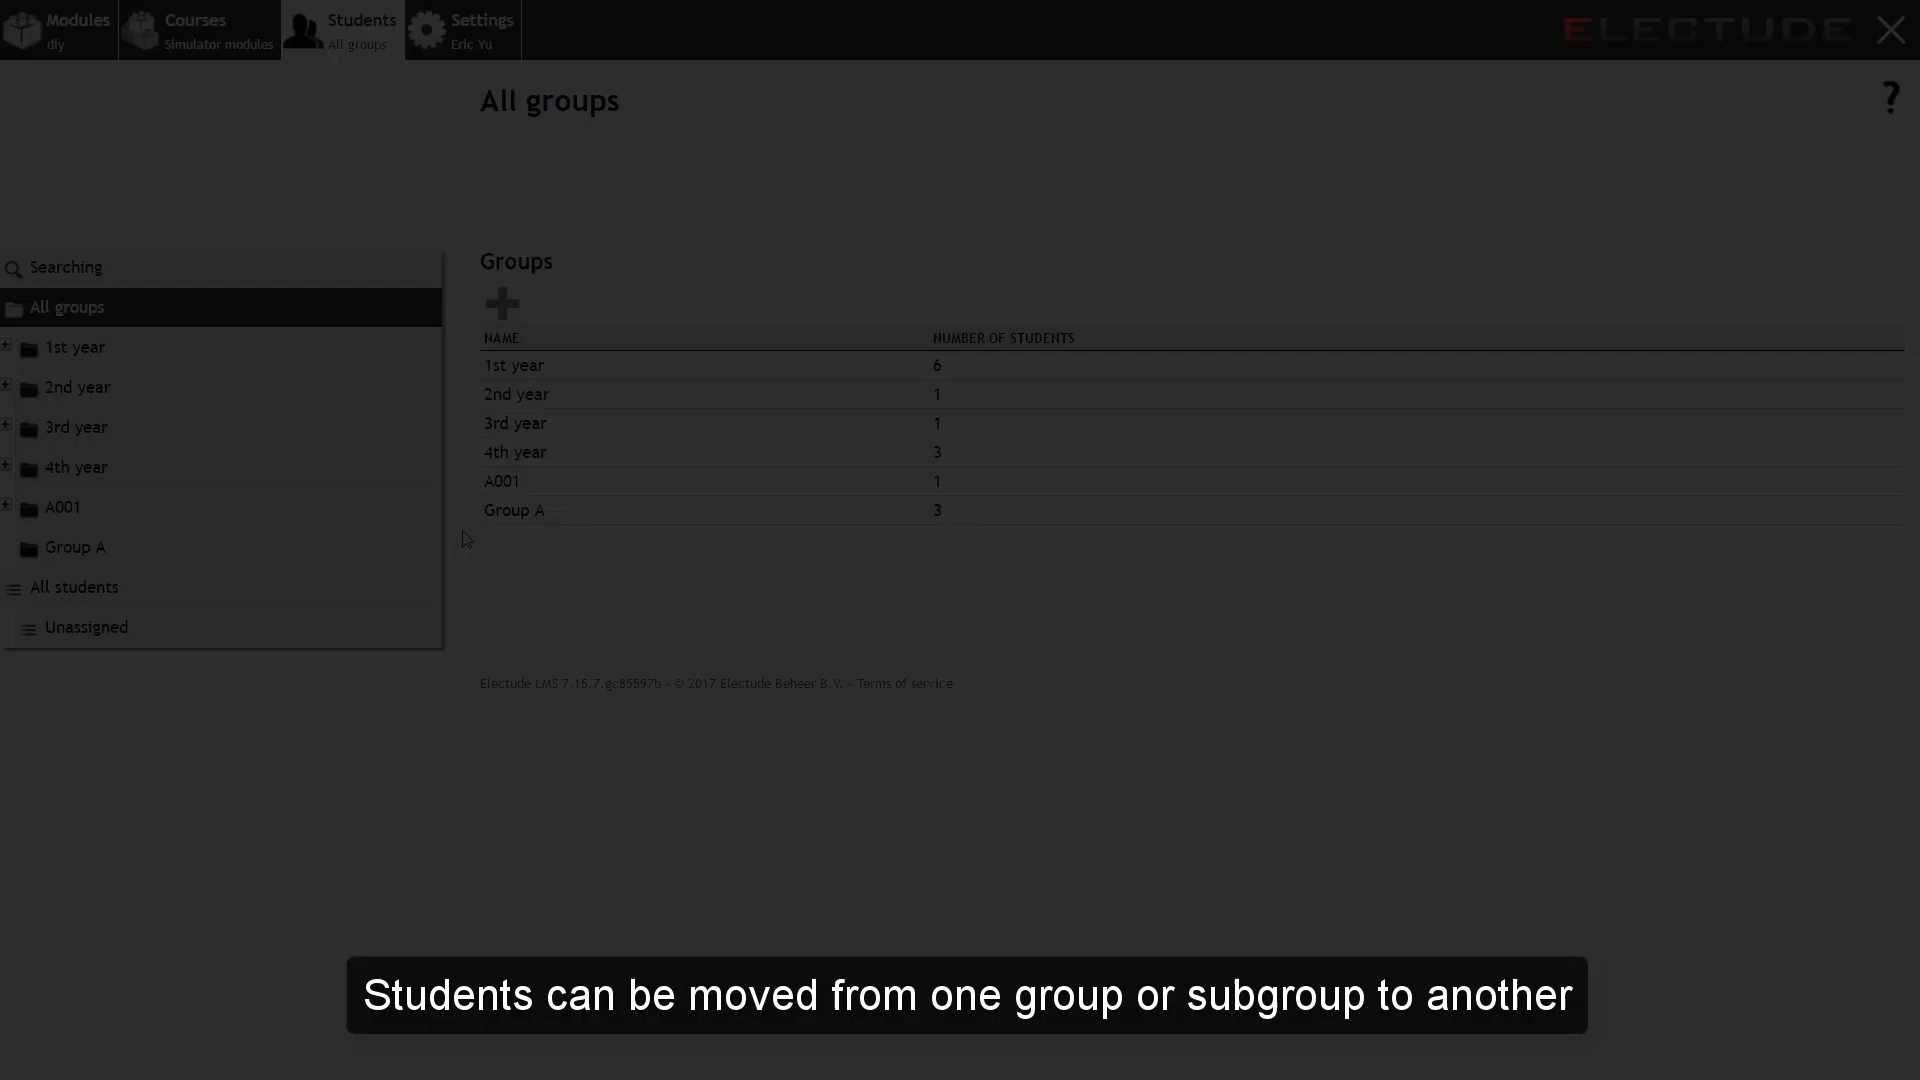 Modules
diy
Courses
Simulator modules
Students
All groups
Settings
Eric Yu
ELECTUDE
All groups
?
Searching
All groups
1st year
2nd year
3rd year
4th year
A001
Group A
All students
Unassigned
Groups
NAME NUMBER OF STUDENTS
1st year 6
2nd year 1
3rd year 1
4th year 3
A001 1
Group A 3
Electude LMS 7.15.7.gc85597b - © 2017 Electude Beheer B.V. - Terms of service
Students can be moved from one group or subgroup to another